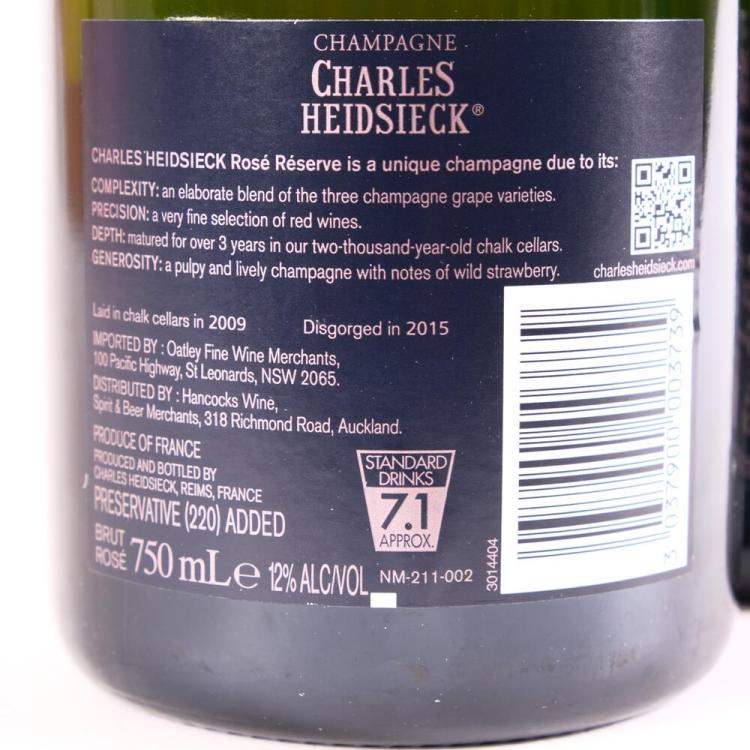 CHAMPAGNE
CHARLES
HEIDSIECK®
CHARLES HEIDSIECK Rosé Réserve is a unique champagne due to its:
COMPLEXITY: an elaborate blend of the three champagne grape varieties.
PRECISION: a very fine selection of red wines.
DEPTH: matured for over 3 years in our two-thousand-year-old chalk cellars.
GENEROSITY: a pulpy and lively champagne with notes of wild strawberry.
charlesheidsieck.com
Laid in chalk cellars in 2009 Disgorged in 2015
IMPORTED BY : Oatley Fine Wine Merchants,
100 Pacific Highway, St Leonards, NSW 2065.
DISTRIBUTED BY : Hancocks Wine,
Spirit & Beer Merchants, 318 Richmond Road, Auckland.
PRODUCE OF FRANCE
PRODUCED AND BOTTLED BY
CHARLES HEIDSIECK, REIMS, FRANCE
PRESERVATIVE (220) ADDED
BRUT
ROSÉ 750 mL e 12% ALC/VOL NM-211-002
STANDARD
DRINKS
7.1
APPROX.
3014404
3 037900 003739